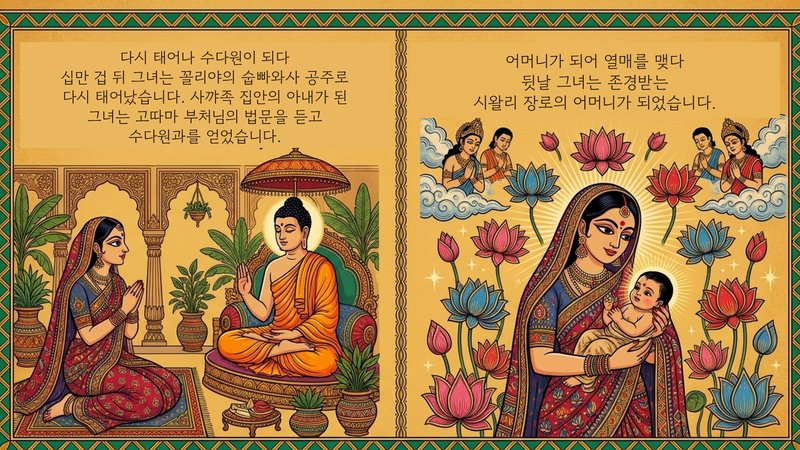 다시 태어나 수다원이 되다
십만 겁 뒤 그녀는 꼴리야의 숩빠와사 공주로
다시 태어났습니다. 사꺄족 집안의 아내가 된
그녀는 고따마 부처님의 법문을 듣고
수다원과를 얻었습니다.
어머니가 되어 열매를 맺다
뒷날 그녀는 존경받는
시왈리 장로의 어머니가 되었습니다.